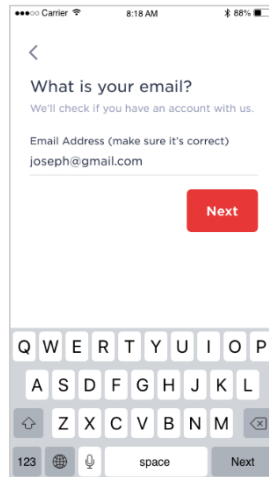 Carrier 8:18 AM 88%
What is your email?
We'll check if you have an account with us.
Email Address (make sure it's correct)
joseph@gmail.com
Next
Q W E R T Y U I O P
A S D F G H J K L
Z X C V B N M
123 space Next